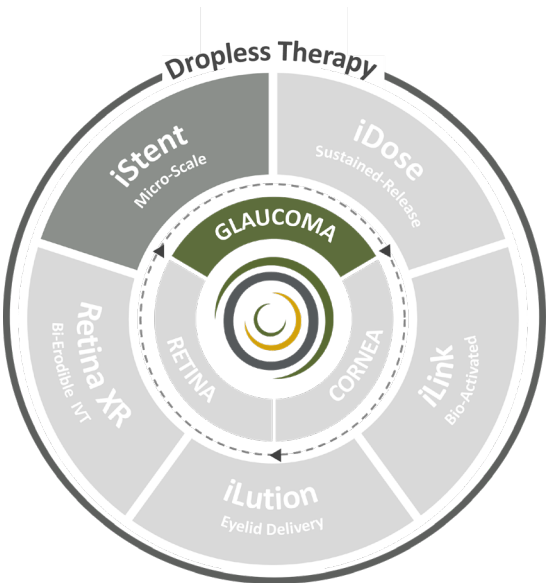 Dropless Therapy
iStent
Micro-Scale
iDose
Sustained-Release
GLAUCOMA
RETINA
CORNEA
Retina XR
Bi-Erodible IVT
iLink
Bio-Activated
iLution
Eyelid Delivery